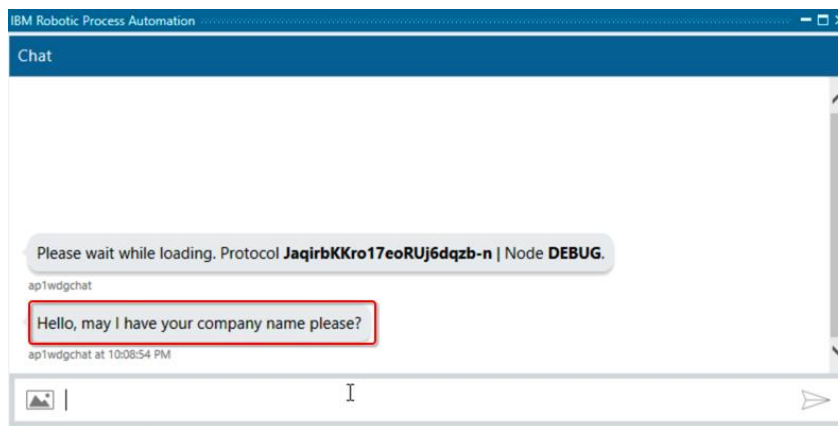 IBM Robotic Process Automation
Chat
Please wait while loading. Protocol JaqirbKKro17eoRUj6dqzb-n | Node DEBUG.
ap1wdgchat
Hello, may I have your company name please?
ap1wdgchat at 10:08:54 PM